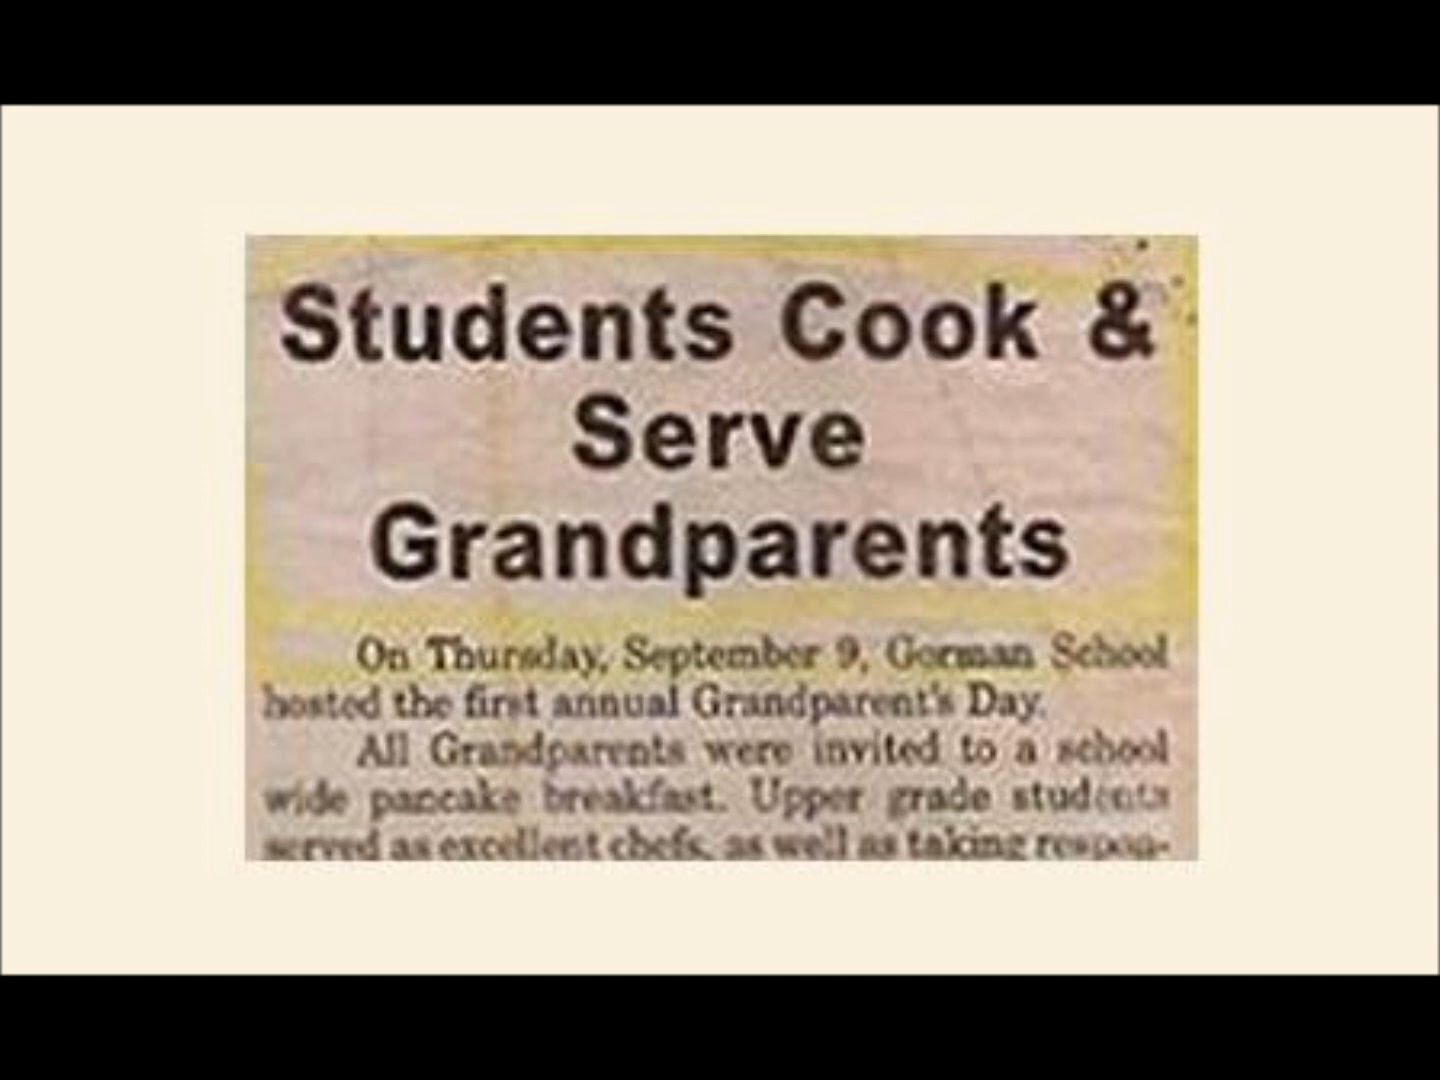 Students Cook &
Serve
Grandparents
On Thursday, September 9, Gorman School
hosted the first annual Grandparent's Day.
All Grandparents were invited to a school
wide pancake breakfast. Upper grade students
served as excellent chefs, as well as taking respon-